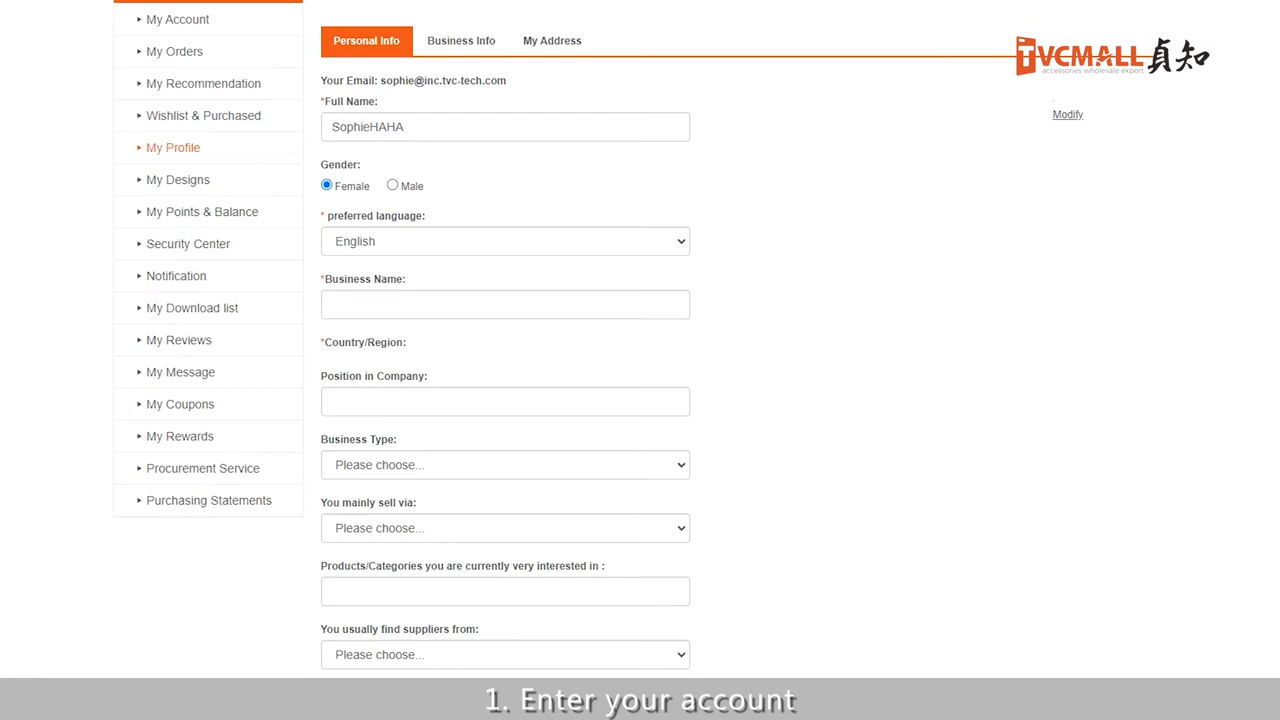 My Account
My Orders
My Recommendation
Wishlist & Purchased
My Profile
My Designs
My Points & Balance
Security Center
Notification
My Download list
My Reviews
My Message
My Coupons
My Rewards
Procurement Service
Purchasing Statements
Personal Info
Business Info
My Address
TVCMALL 貞知
accessories wholesale expert
Modify
Your Email: sophie@inc.tvc-tech.com
*Full Name:
SophieHAHA
Gender:
Female Male
* preferred language:
English
*Business Name:
*Country/Region:
Position in Company:
Business Type:
Please choose...
You mainly sell via:
Please choose...
Products/Categories you are currently very interested in :
You usually find suppliers from:
Please choose...
1. Enter your account